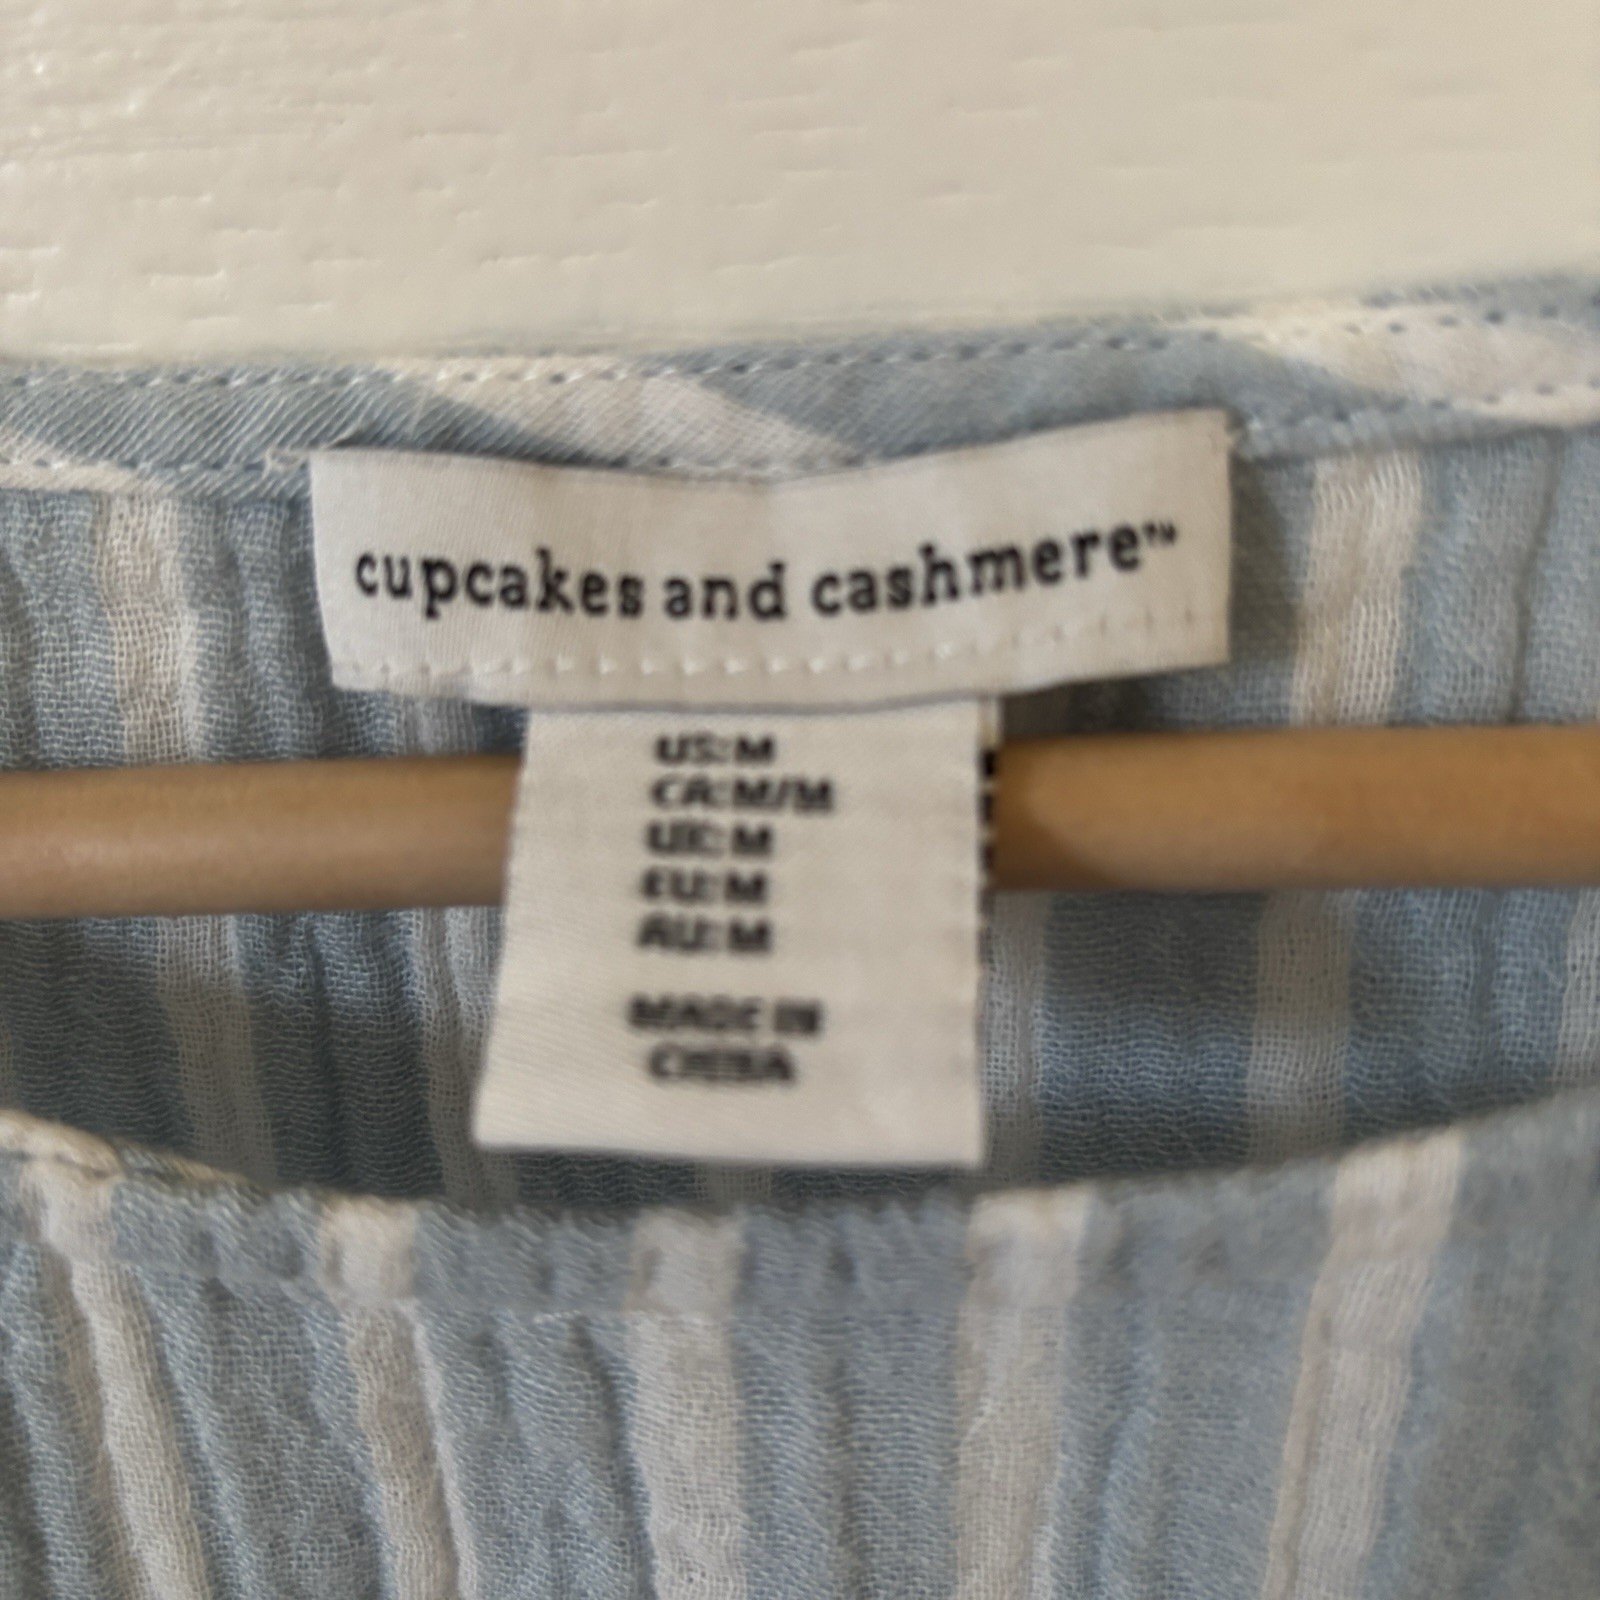 cupcakes and cashmere™
US: M
CA: M/M
UK: M
EU: M
AU: M
MADE IN
CHINA